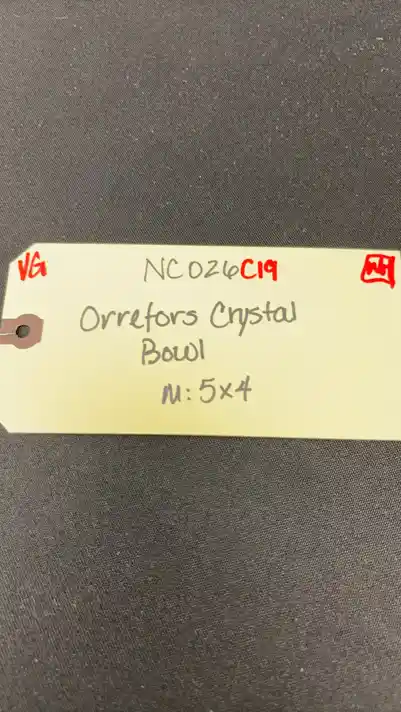 VG NC026C19 WH
Orrefors Crystal
Bowl
M: 5x4